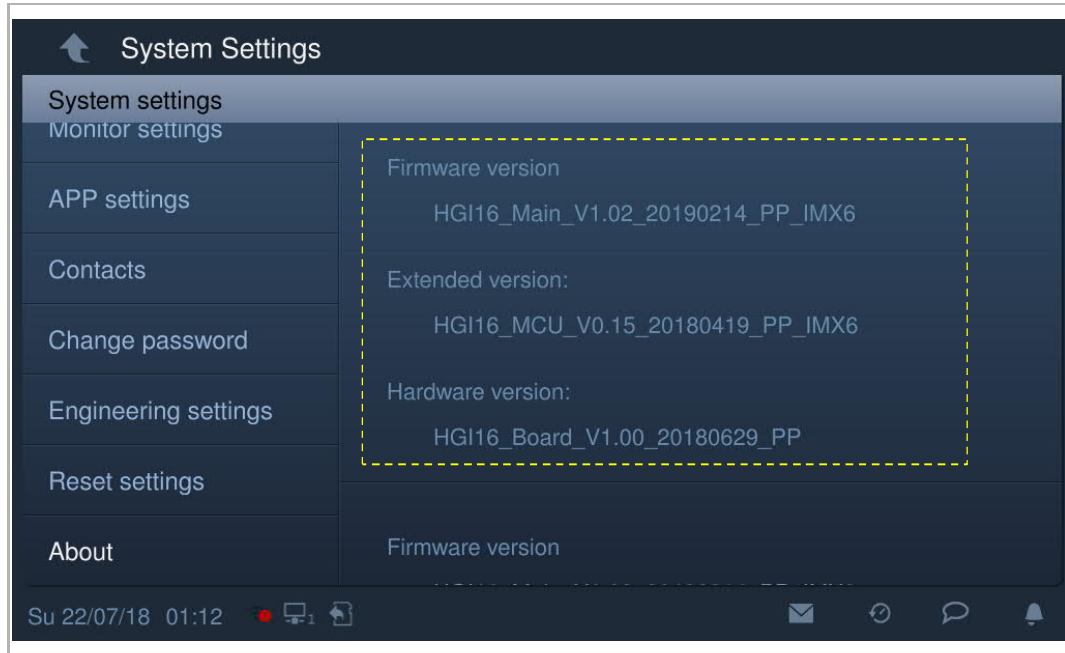 System Settings
System settings
Monitor settings
APP settings
Contacts
Change password
Engineering settings
Reset settings
About
Firmware version
HGI16_Main_V1.02_20190214_PP_IMX6
Extended version:
HGI16_MCU_V0.15_20180419_PP_IMX6
Hardware version:
HGI16_Board_V1.00_20180629_PP
Firmware version
Su 22/07/18 01:12
1